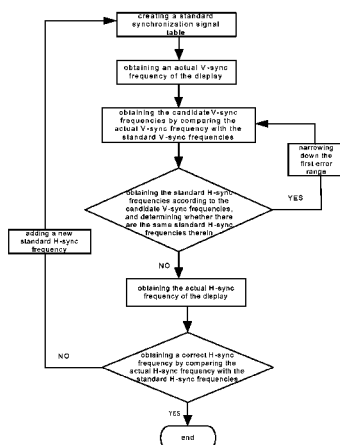 creating a standard
synchronization signal
table
obtaining an actual V-sync
frequency of the display
obtaining the candidate V-sync
frequencies by comparing the
actual V-sync frequency with the
standard V-sync frequencies
narrowing
down the
first error
range
obtaining the standard H-sync
frequencies according to the
candidate V-sync frequencies,
and determining whether there
are the same standard H-sync
frequencies therein
YES
adding a new
standard H-sync
frequency
NO
obtaining the actual H-sync
frequency of the display
obtaining a correct H-sync
frequency by comparing the
actual H-sync frequency with the
standard H-sync frequencies
NO
YES
end